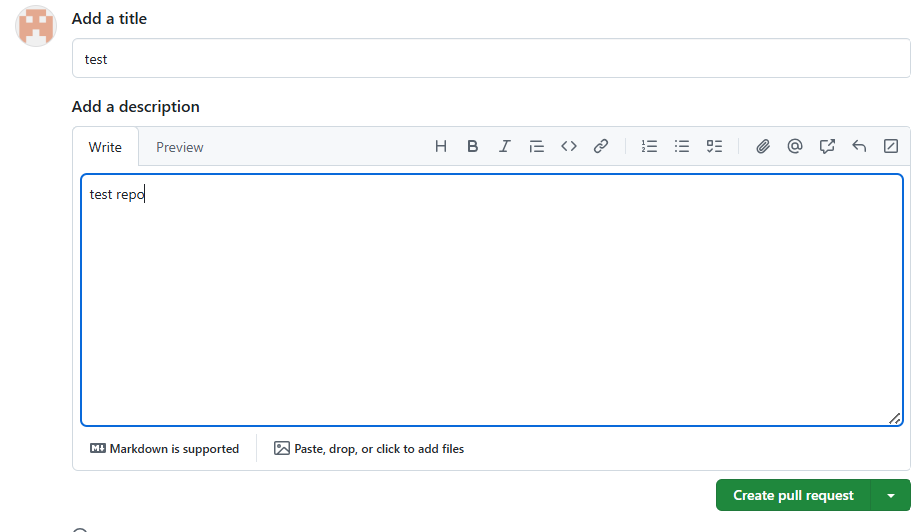 Add a title
test
Add a description
Write Preview
test repo
Markdown is supported Paste, drop, or click to add files
Create pull request